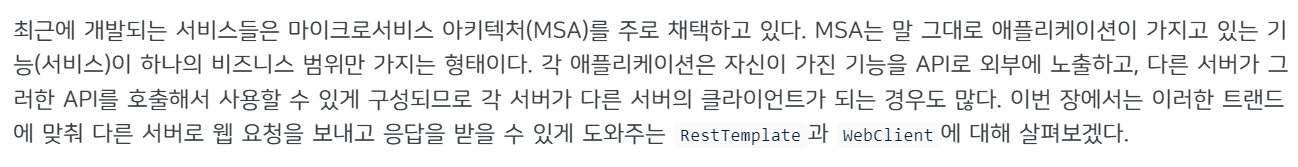 최근에 개발되는 서비스들은 마이크로서비스 아키텍처(MSA)를 주로 채택하고 있다. MSA는 말 그대로 애플리케이션이 가지고 있는 기
능(서비스)이 하나의 비즈니스 범위만 가지는 형태이다. 각 애플리케이션은 자신이 가진 기능을 API로 외부에 노출하고, 다른 서버가 그
러한 API를 호출해서 사용할 수 있게 구성되므로 각 서버가 다른 서버의 클라이언트가 되는 경우도 많다. 이번 장에서는 이러한 트랜드
에 맞춰 다른 서버로 웹 요청을 보내고 응답을 받을 수 있게 도와주는 RestTemplate 과 WebClient 에 대해 살펴보겠다.